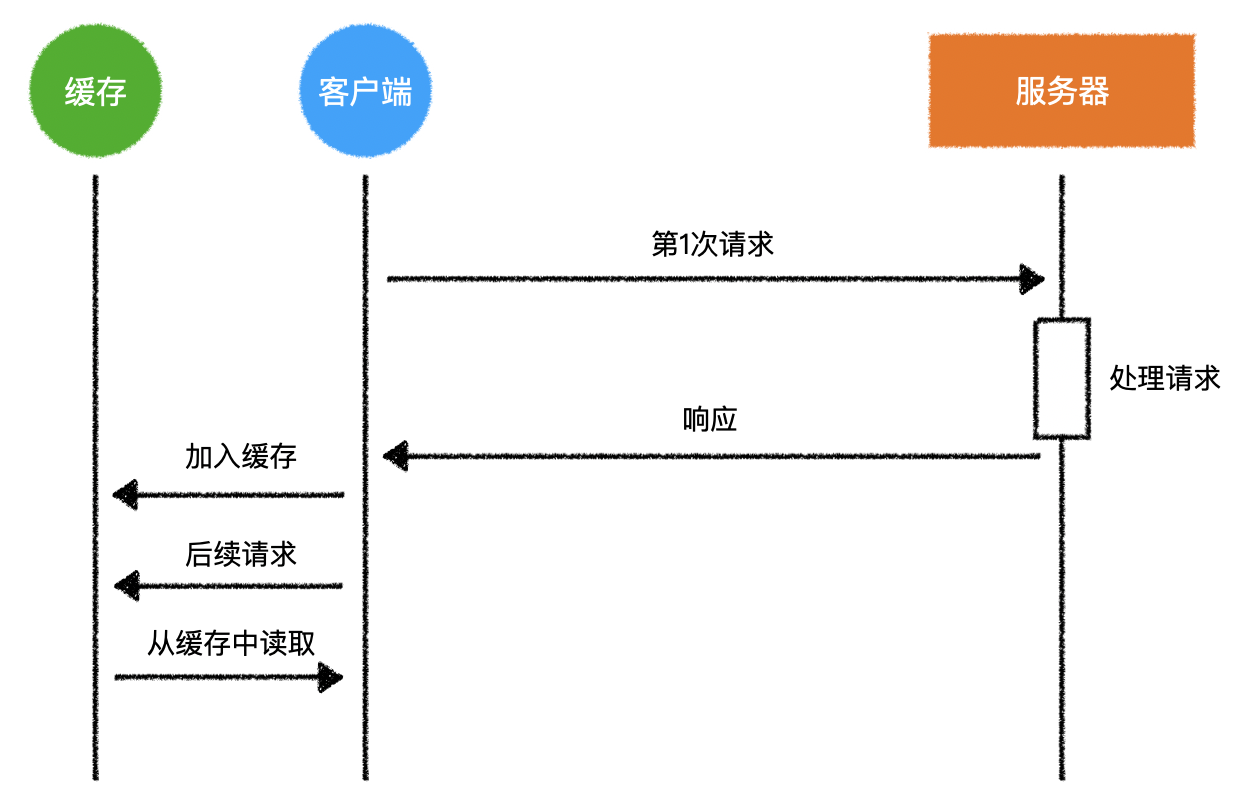 缓存
客户端
服务器
第1次请求
处理请求
响应
加入缓存
后续请求
从缓存中读取